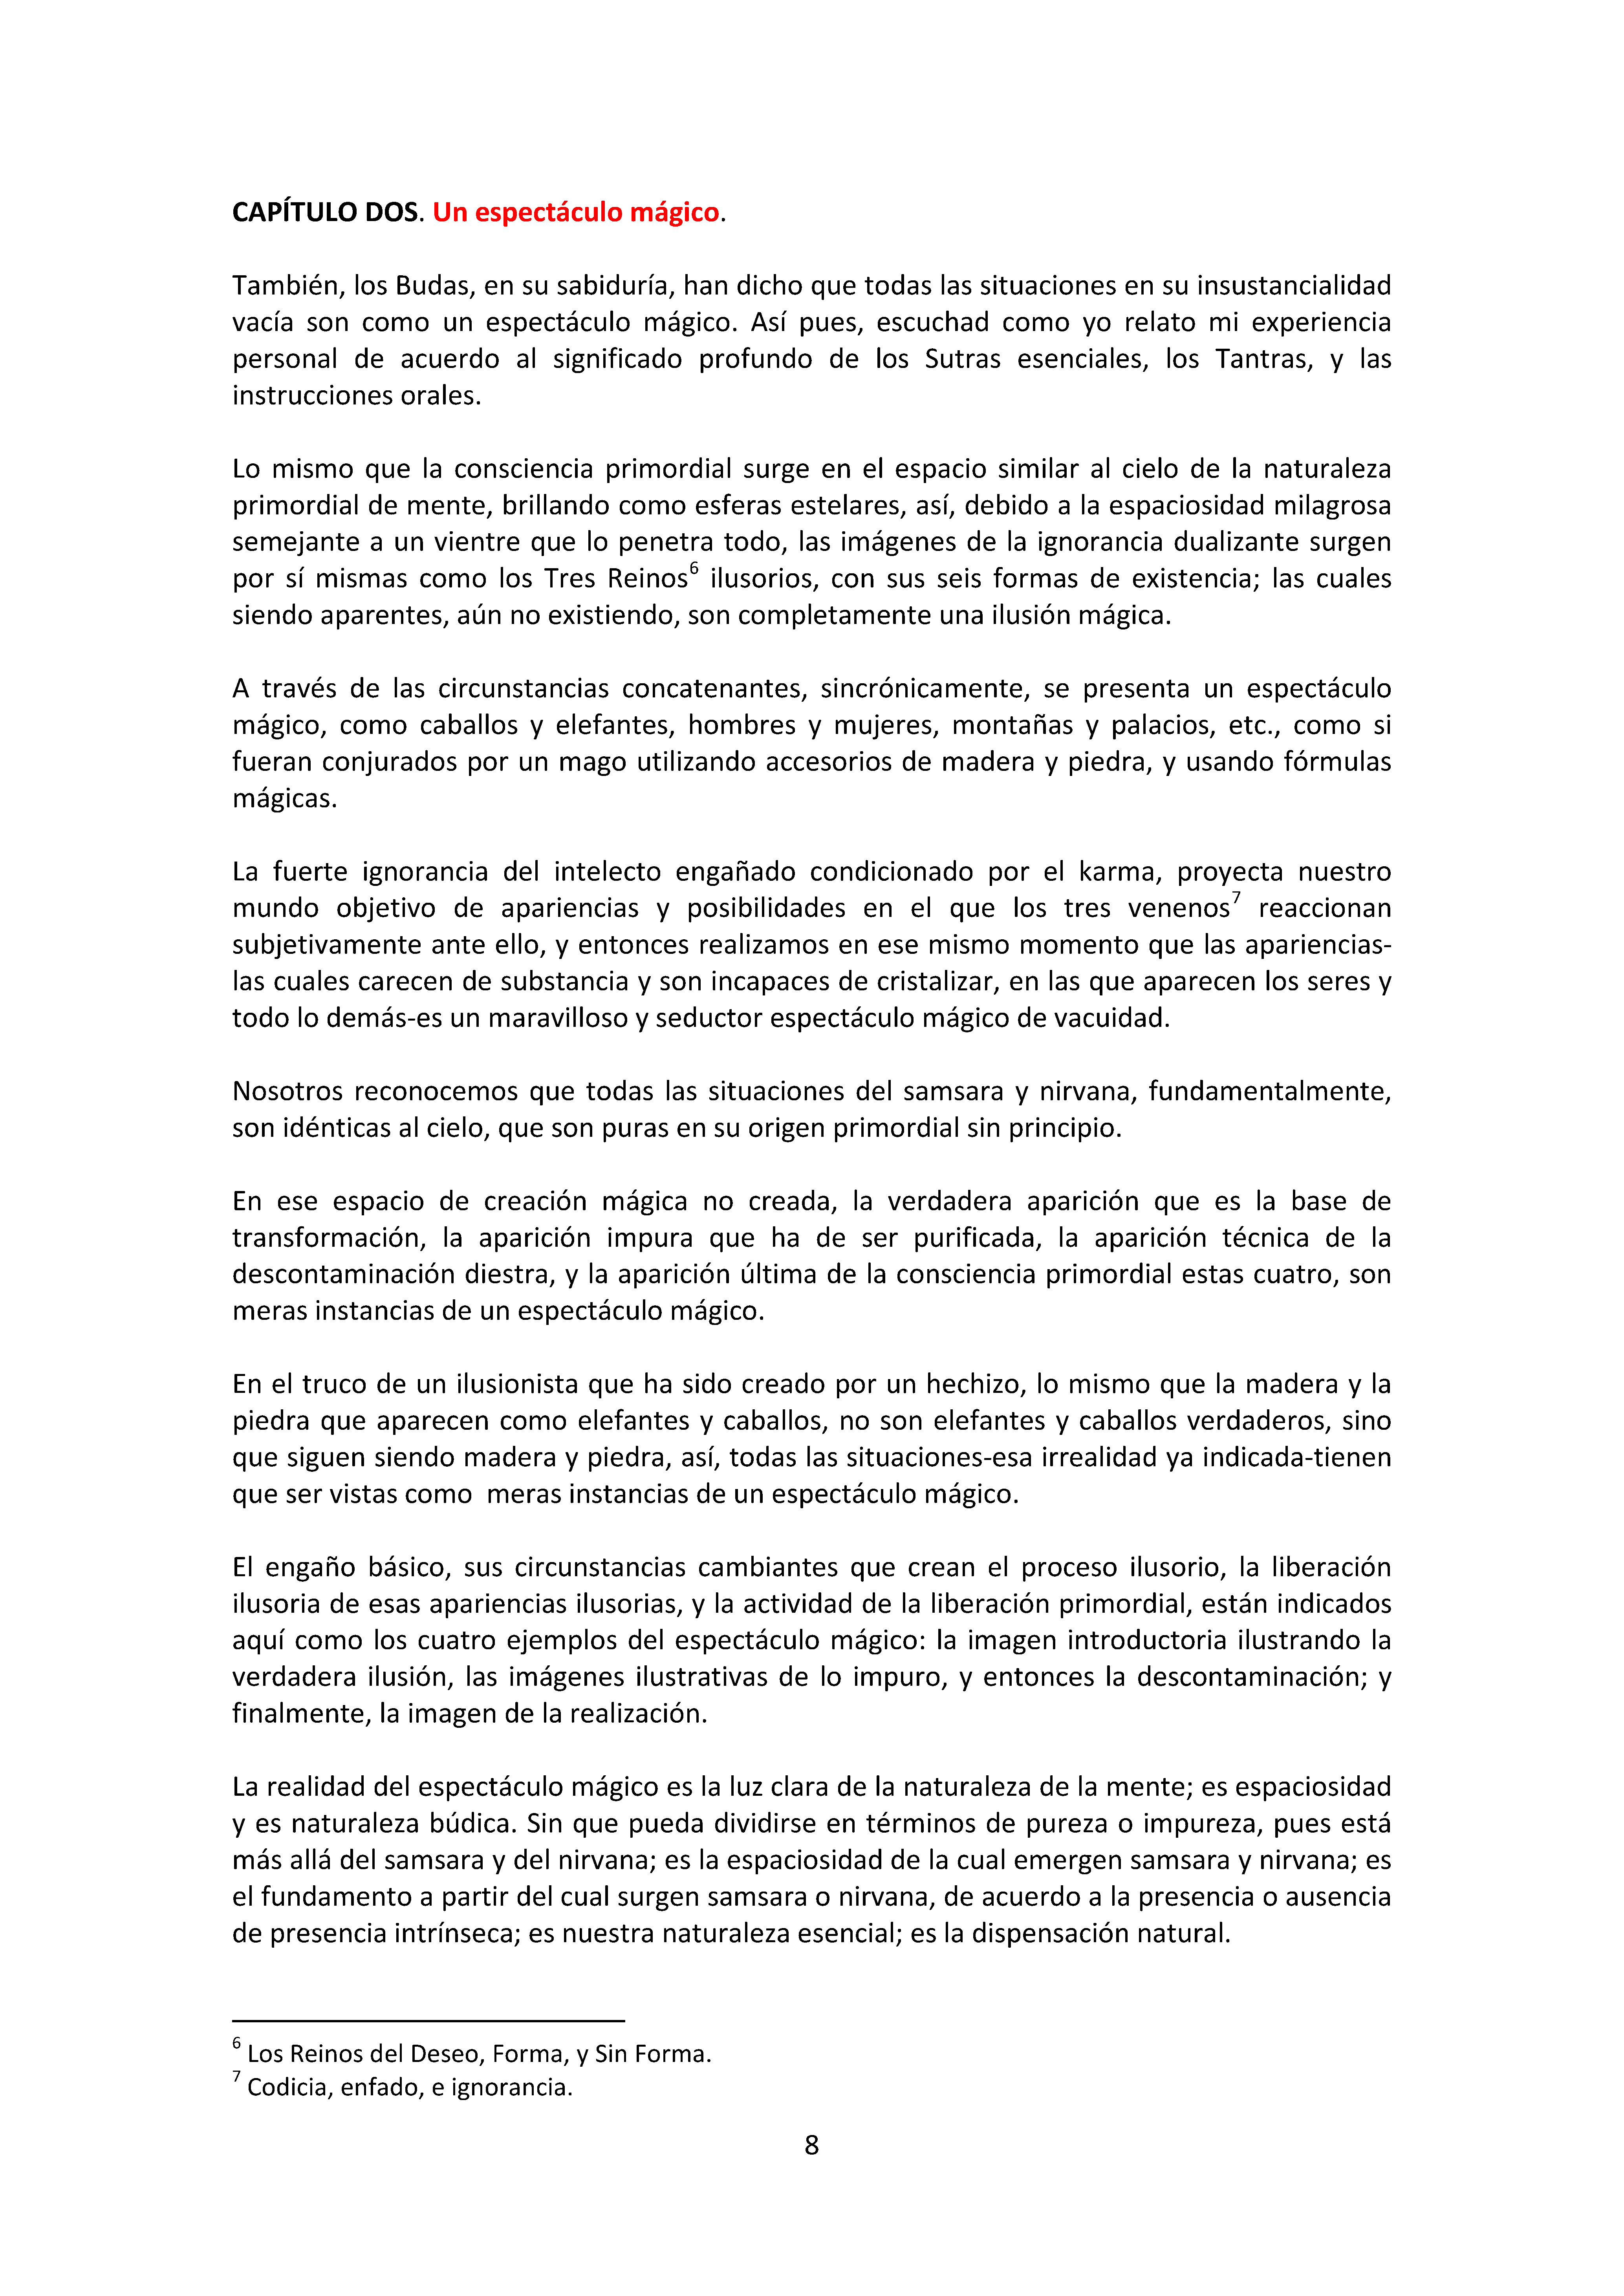 CAPÍTULO DOS. Un espectáculo mágico.
También, los Budas, en su sabiduría, han dicho que todas las situaciones en su insustancialidad
vacía son como un espectáculo mágico. Así pues, escuchad como yo relato mi experiencia
personal de acuerdo al significado profundo de los Sutras esenciales, los Tantras, y las
instrucciones orales.
Lo mismo que la consciencia primordial surge en el espacio similar al cielo de la naturaleza
primordial de mente, brillando como esferas estelares, así, debido a la espaciosidad milagrosa
semejante a un vientre que lo penetra todo, las imágenes de la ignorancia dualizante surgen
por sí mismas como los Tres Reinos6 ilusorios, con sus seis formas de existencia; las cuales
siendo aparentes, aún no existiendo, son completamente una ilusión mágica.
A través de las circunstancias concatenantes, sincrónicamente, se presenta un espectáculo
mágico, como caballos y elefantes, hombres y mujeres, montañas y palacios, etc., como si
fueran conjurados por un mago utilizando accesorios de madera y piedra, y usando fórmulas
mágicas.
La fuerte ignorancia del intelecto engañado condicionado por el karma, proyecta nuestro
mundo objetivo de apariencias y posibilidades en el que los tres venenos7 reaccionan
subjetivamente ante ello, y entonces realizamos en ese mismo momento que las apariencias-
las cuales carecen de substancia y son incapaces de cristalizar, en las que aparecen los seres y
todo lo demás-es un maravilloso y seductor espectáculo mágico de vacuidad.
Nosotros reconocemos que todas las situaciones del samsara y nirvana, fundamentalmente,
son idénticas al cielo, que son puras en su origen primordial sin principio.
En ese espacio de creación mágica no creada, la verdadera aparición que es la base de
transformación, la aparición impura que ha de ser purificada, la aparición técnica de la
descontaminación diestra, y la aparición última de la consciencia primordial estas cuatro, son
meras instancias de un espectáculo mágico.
En el truco de un ilusionista que ha sido creado por un hechizo, lo mismo que la madera y la
piedra que aparecen como elefantes y caballos, no son elefantes y caballos verdaderos, sino
que siguen siendo madera y piedra, así, todas las situaciones-esa irrealidad ya indicada-tienen
que ser vistas como  meras instancias de un espectáculo mágico.
El engaño básico, sus circunstancias cambiantes que crean el proceso ilusorio, la liberación
ilusoria de esas apariencias ilusorias, y la actividad de la liberación primordial, están indicados
aquí como los cuatro ejemplos del espectáculo mágico: la imagen introductoria ilustrando la
verdadera ilusión, las imágenes ilustrativas de lo impuro, y entonces la descontaminación; y
finalmente, la imagen de la realización.
La realidad del espectáculo mágico es la luz clara de la naturaleza de la mente; es espaciosidad
y es naturaleza búdica. Sin que pueda dividirse en términos de pureza o impureza, pues está
más allá del samsara y del nirvana; es la espaciosidad de la cual emergen samsara y nirvana; es
el fundamento a partir del cual surgen samsara o nirvana, de acuerdo a la presencia o ausencia
de presencia intrínseca; es nuestra naturaleza esencial; es la dispensación natural.
6 Los Reinos del Deseo, Forma, y Sin Forma.
7 Codicia, enfado, e ignorancia.
8